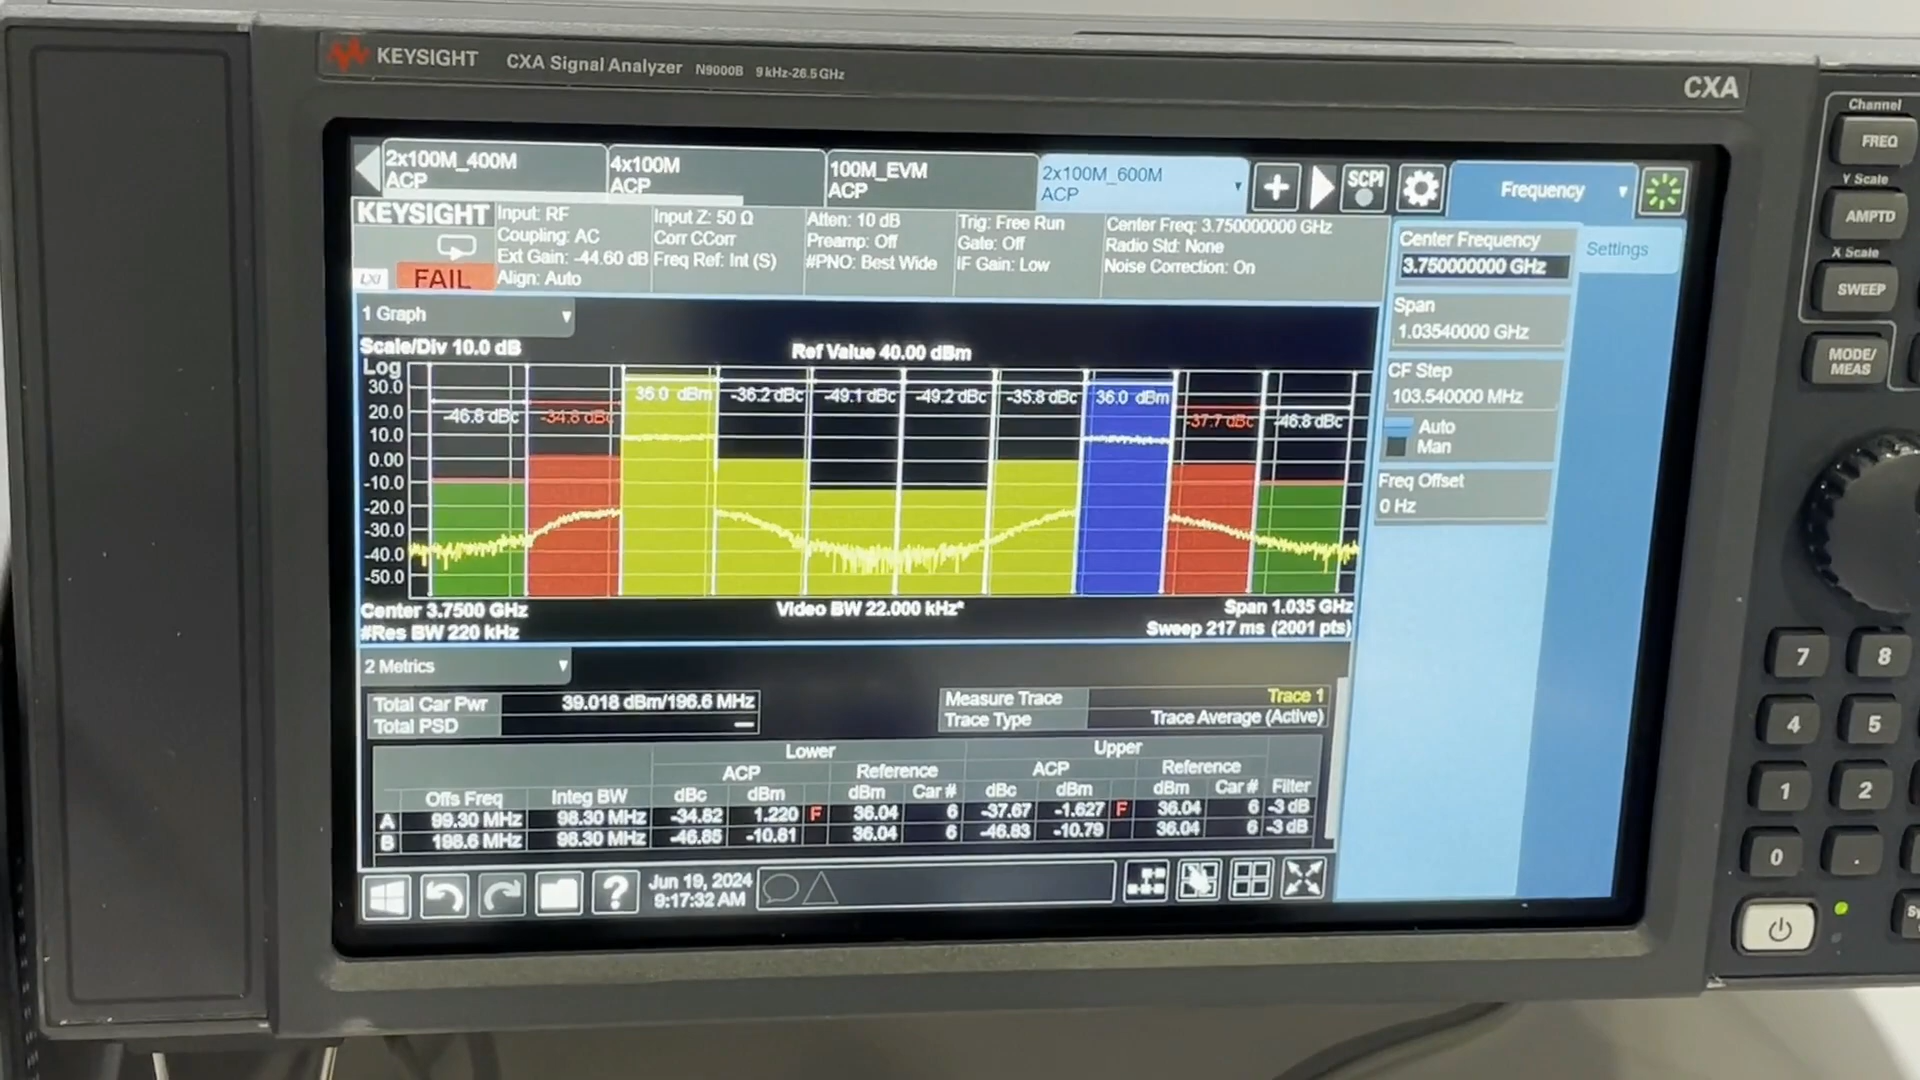 KEYSIGHT CXA Signal Analyzer N9000B 9 kHz-26.5 GHz
CXA
2x100M_400M
ACP
4x100M
ACP
100M_EVM
ACP
2x100M_600M
ACP
SCPI
Frequency
KEYSIGHT
LXI
FAIL
Input: RF
Coupling: AC
Ext Gain: -44.60 dB
Align: Auto
Input Z: 50 Ω
Corr CCorr
Freq Ref: Int (S)
Atten: 10 dB
Preamp: Off
#PNO: Best Wide
Trig: Free Run
Gate: Off
IF Gain: Low
Center Freq: 3.750000000 GHz
Radio Std: None
Noise Correction: On
Center Frequency
3.750000000 GHz
Settings
Span
1.03540000 GHz
CF Step
103.540000 MHz
Auto
Man
Freq Offset
0 Hz
1 Graph
Scale/Div 10.0 dB
Ref Value 40.00 dBm
Log
30.0
20.0
10.0
0.00
-10.0
-20.0
-30.0
-40.0
-50.0
-46.8 dBc
-34.8 dBc
36.0 dBm
-36.2 dBc
-49.1 dBc
-49.2 dBc
-35.8 dBc
36.0 dBm
-37.7 dBc
-46.8 dBc
Center 3.7500 GHz
Video BW 22.000 kHz*
Span 1.035 GHz
#Res BW 220 kHz
Sweep 217 ms (2001 pts)
2 Metrics
Total Car Pwr 39.018 dBm/196.6 MHz
Total PSD —
Measure Trace Trace 1
Trace Type Trace Average (Active)
Lower Upper
ACP Reference ACP Reference
Offs Freq Integ BW dBc dBm dBm Car # dBc dBm dBm Car # Filter
A 99.30 MHz 98.30 MHz -34.82 1.220 F 36.04 6 -37.67 -1.627 F 36.04 6 -3 dB
B 198.6 MHz 98.30 MHz -46.85 -10.81 36.04 6 -46.83 -10.79 36.04 6 -3 dB
?
Jun 19, 2024
9:17:32 AM
Channel
FREQ
Y Scale
AMPTD
X Scale
SWEEP
MODE/
MEAS
7 8
4 5
1 2
0 .